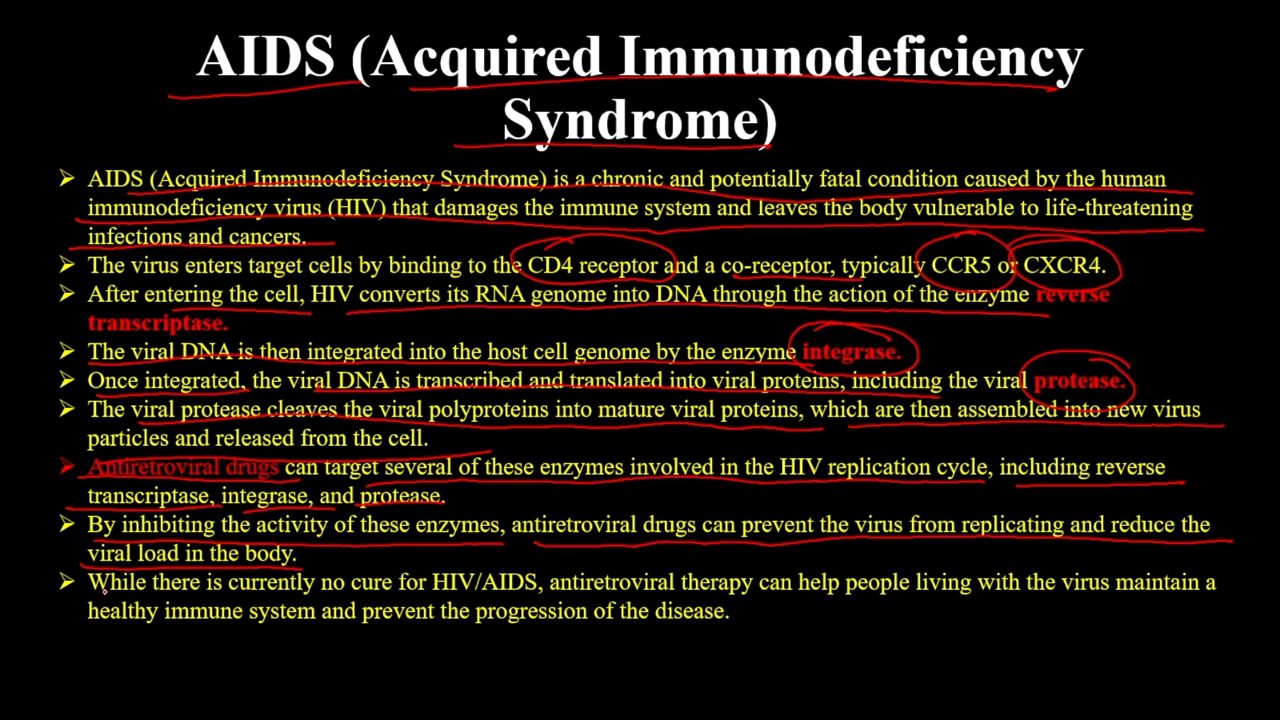 AIDS (Acquired Immunodeficiency
Syndrome)
➢ AIDS (Acquired Immunodeficiency Syndrome) is a chronic and potentially fatal condition caused by the human
immunodeficiency virus (HIV) that damages the immune system and leaves the body vulnerable to life-threatening
infections and cancers.
➢ The virus enters target cells by binding to the CD4 receptor and a co-receptor, typically CCR5 or CXCR4.
➢ After entering the cell, HIV converts its RNA genome into DNA through the action of the enzyme reverse
transcriptase.
➢ The viral DNA is then integrated into the host cell genome by the enzyme integrase.
➢ Once integrated, the viral DNA is transcribed and translated into viral proteins, including the viral protease.
➢ The viral protease cleaves the viral polyproteins into mature viral proteins, which are then assembled into new virus
particles and released from the cell.
➢ Antiretroviral drugs can target several of these enzymes involved in the HIV replication cycle, including reverse
transcriptase, integrase, and protease.
➢ By inhibiting the activity of these enzymes, antiretroviral drugs can prevent the virus from replicating and reduce the
viral load in the body.
➢ While there is currently no cure for HIV/AIDS, antiretroviral therapy can help people living with the virus maintain a
healthy immune system and prevent the progression of the disease.